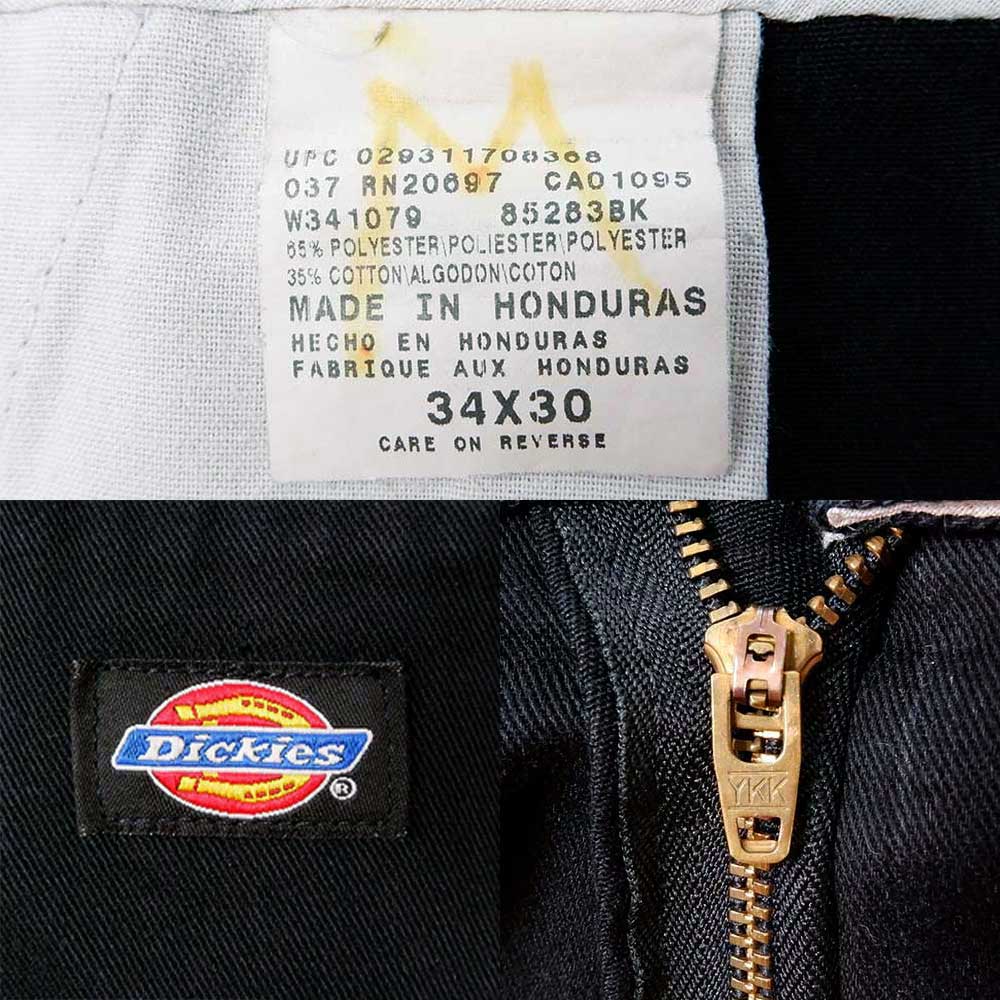 M
UPC 029311708368
037 RN20697 CA01095
W341079 85283BK
65% POLYESTER\POLIESTER\POLYESTER
35% COTTON\ALGODON\COTON
MADE IN HONDURAS
HECHO EN HONDURAS
FABRIQUE AUX HONDURAS
34X30
CARE ON REVERSE
Dickies®
YKK